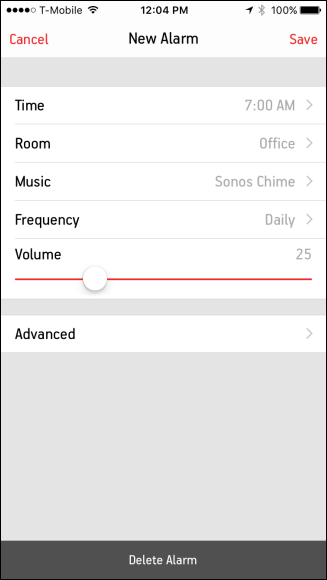 T-Mobile 12:04 PM 100%
Cancel New Alarm Save
Time 7:00 AM
Room Office
Music Sonos Chime
Frequency Daily
Volume 25
Advanced
Delete Alarm